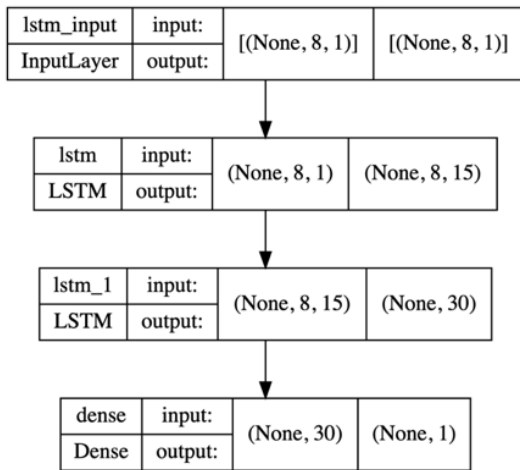 lstm_input input: [(None, 8, 1)] [(None, 8, 1)]
InputLayer output:
lstm input: (None, 8, 1) (None, 8, 15)
LSTM output:
lstm_1 input: (None, 8, 15) (None, 30)
LSTM output:
dense input: (None, 30) (None, 1)
Dense output: